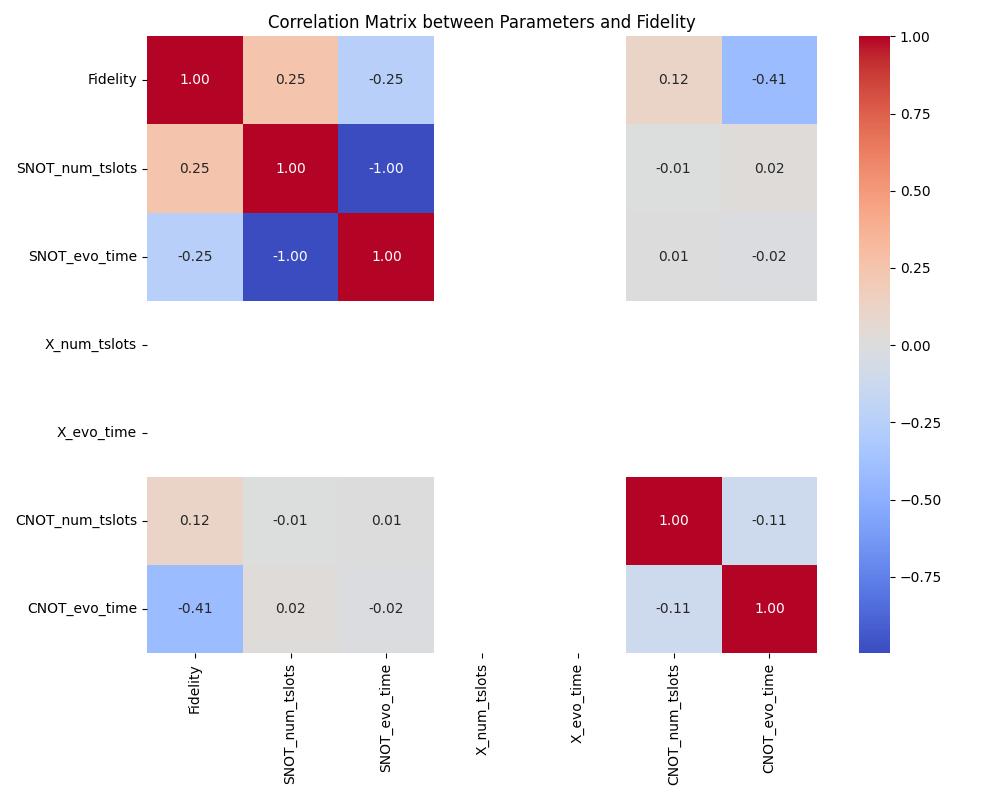 Correlation Matrix between Parameters and Fidelity
Fidelity 1.00 0.25 -0.25 0.12 -0.41
SNOT_num_tslots 0.25 1.00 -1.00 -0.01 0.02
SNOT_evo_time -0.25 -1.00 1.00 0.01 -0.02
X_num_tslots
X_evo_time
CNOT_num_tslots 0.12 -0.01 0.01 1.00 -0.11
CNOT_evo_time -0.41 0.02 -0.02 -0.11 1.00
Fidelity
SNOT_num_tslots
SNOT_evo_time
X_num_tslots
X_evo_time
CNOT_num_tslots
CNOT_evo_time
1.00
0.75
0.50
0.25
0.00
−0.25
−0.50
−0.75